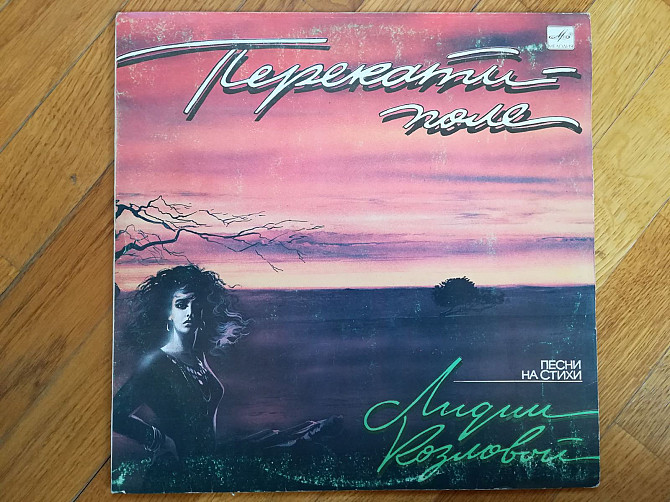 Перекати-
поле
ПЕСНИ
НА СТИХИ
Лидии
Козловой